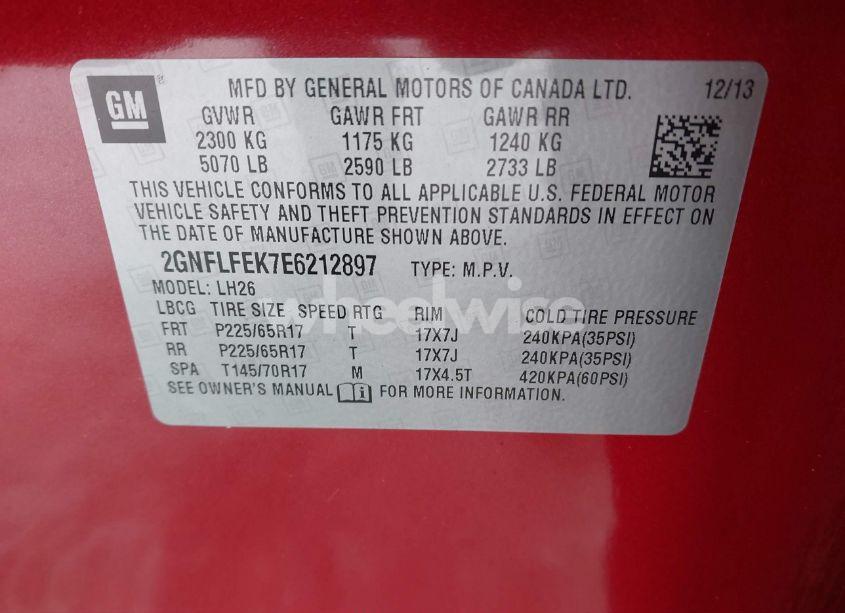 GM
MFD BY GENERAL MOTORS OF CANADA LTD. 12/13
GVWR GAWR FRT GAWR RR
2300 KG 1175 KG 1240 KG
5070 LB 2590 LB 2733 LB
THIS VEHICLE CONFORMS TO ALL APPLICABLE U.S. FEDERAL MOTOR
VEHICLE SAFETY AND THEFT PREVENTION STANDARDS IN EFFECT ON
THE DATE OF MANUFACTURE SHOWN ABOVE.
2GNFLFEK7E6212897 TYPE: M.P.V.
MODEL: LH26
LBCG TIRE SIZE SPEED RTG RIM COLD TIRE PRESSURE
FRT P225/65R17 T 17X7J 240KPA(35PSI)
RR P225/65R17 T 17X7J 240KPA(35PSI)
SPA T145/70R17 M 17X4.5T 420KPA(60PSI)
SEE OWNER'S MANUAL FOR MORE INFORMATION.
wheelwise